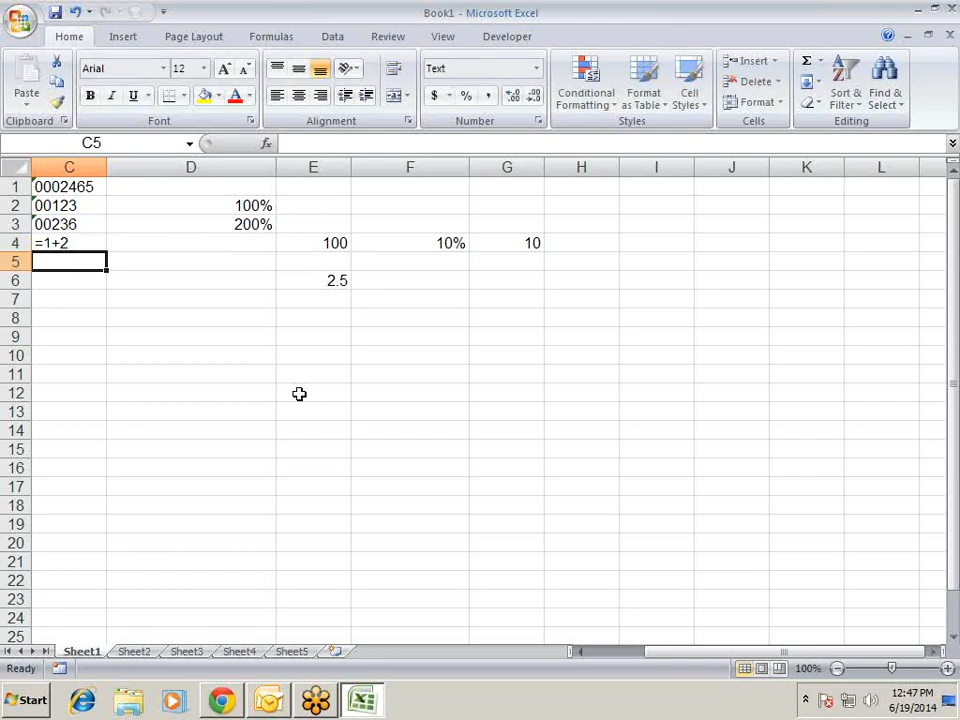 Book1 - Microsoft Excel
Home Insert Page Layout Formulas Data Review View Developer
Paste
Arial 12
B I U
Text
$ % ,
Conditional Formatting
Format as Table
Cell Styles
Insert
Delete
Format
Sort & Filter
Find & Select
Clipboard Font Alignment Number Styles Cells Editing
C5 fx
C D E F G H I J K L
1 0002465
2 00123 100%
3 00236 200%
4 =1+2 100 10% 10
5
6 2.5
7
8
9
10
11
12
13
14
15
16
17
18
19
20
21
22
23
24
25
Sheet1 Sheet2 Sheet3 Sheet4 Sheet5
Ready 100%
Start 12:47 PM
6/19/2014